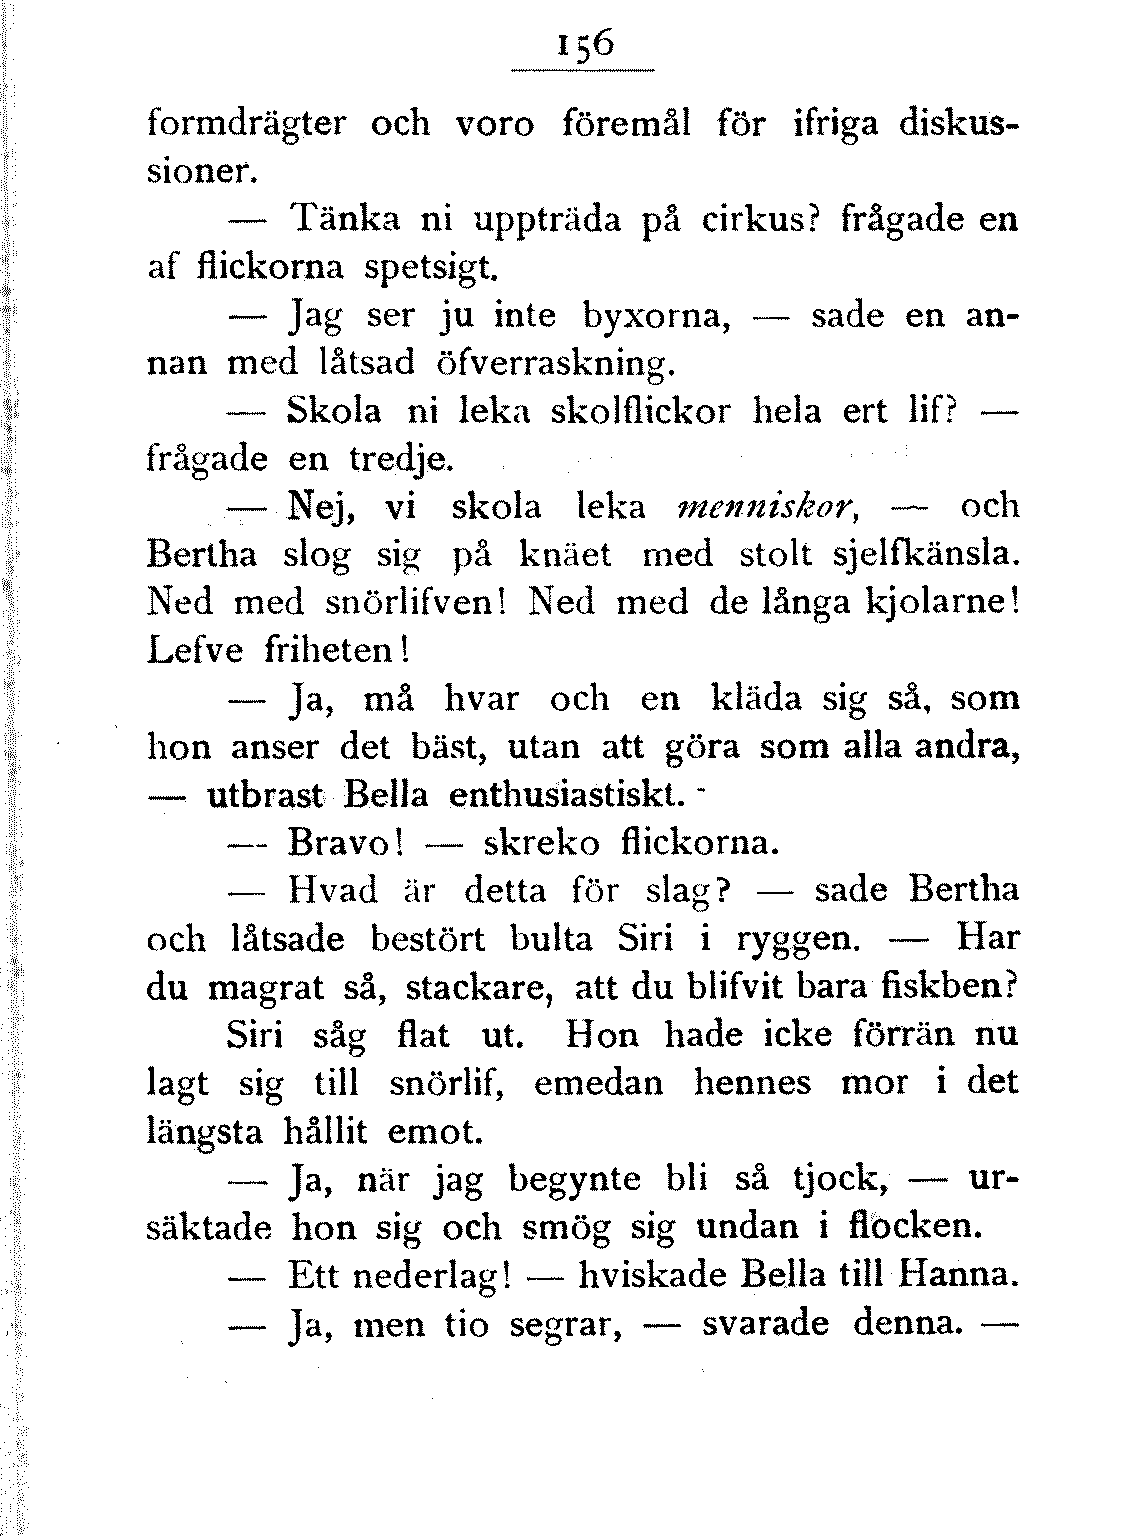 156
formdrägter och voro föremål för ifriga diskus-
sioner.
— Tänka ni uppträda på cirkus? frågade en
af flickorna spetsigt.
— Jag ser ju inte byxorna, — sade en an-
nan med låtsad öfverraskning.
— Skola ni leka skolflickor hela ert lif? —
frågade en tredje.
— Nej, vi skola leka menniskor, — och
Bertha slog sig på knäet med stolt sjelfkänsla.
Ned med snörlifven! Ned med de långa kjolarne!
Lefve friheten!
— Ja, må hvar och en kläda sig så, som
hon anser det bäst, utan att göra som alla andra,
— utbrast Bella enthusiastiskt.
— Bravo! — skreko flickorna.
— Hvad är detta för slag? — sade Bertha
och låtsade bestört bulta Siri i ryggen. — Har
du magrat så, stackare, att du blifvit bara fiskben?
Siri såg flat ut. Hon hade icke förrän nu
lagt sig till snörlif, emedan hennes mor i det
längsta hållit emot.
— Ja, när jag begynte bli så tjock, — ur-
säktade hon sig och smög sig undan i flocken.
— Ett nederlag! — hviskade Bella till Hanna.
— Ja, men tio segrar, — svarade denna. —